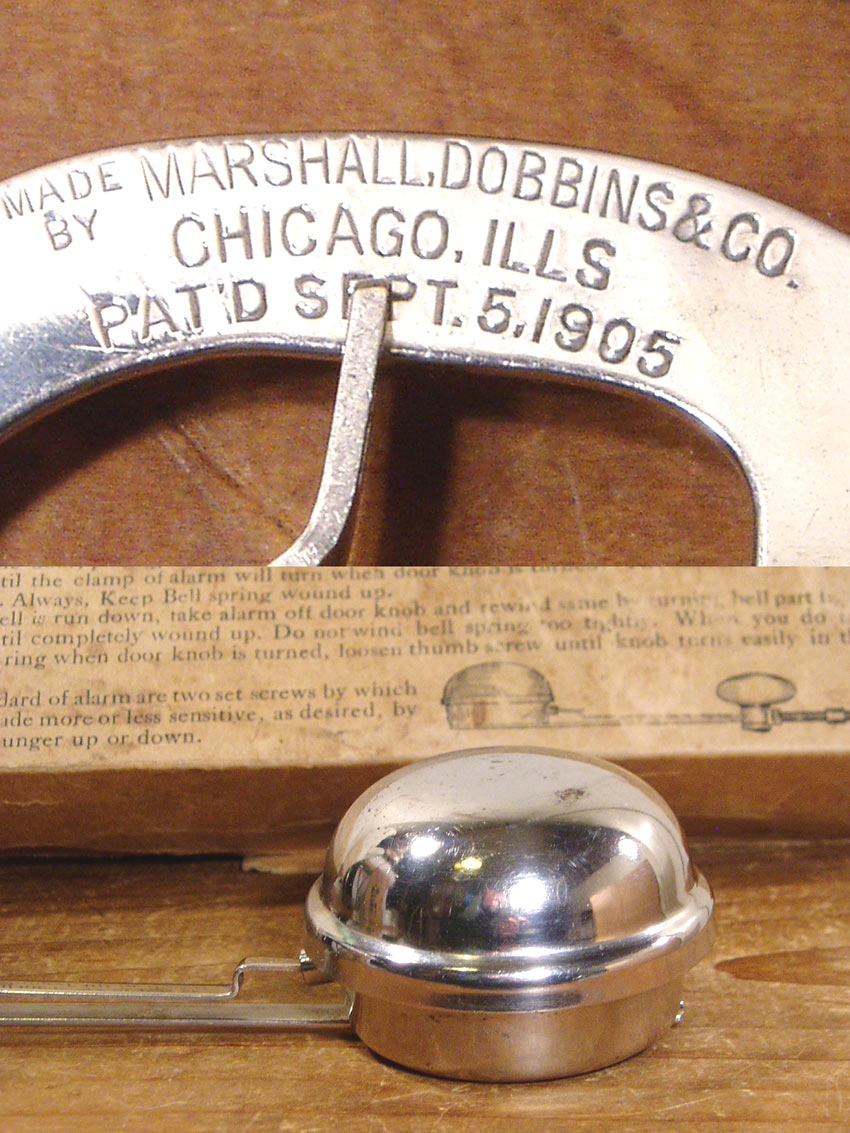 MADE BY MARSHALL, DOBBINS & CO.
CHICAGO, ILLS
PAT'D SEPT. 5, 1905
til the clamp of alarm will turn when door knob is turned
. Always, Keep Bell spring wound up.
ell is run down, take alarm off door knob and rewind same by turning bell part
til completely wound up. Do not wind bell spring too tightly. When you do
ring when door knob is turned, loosen thumb screw until knob turns easily in
dard of alarm are two set screws by which
ade more or less sensitive, as desired, by
unger up or down.